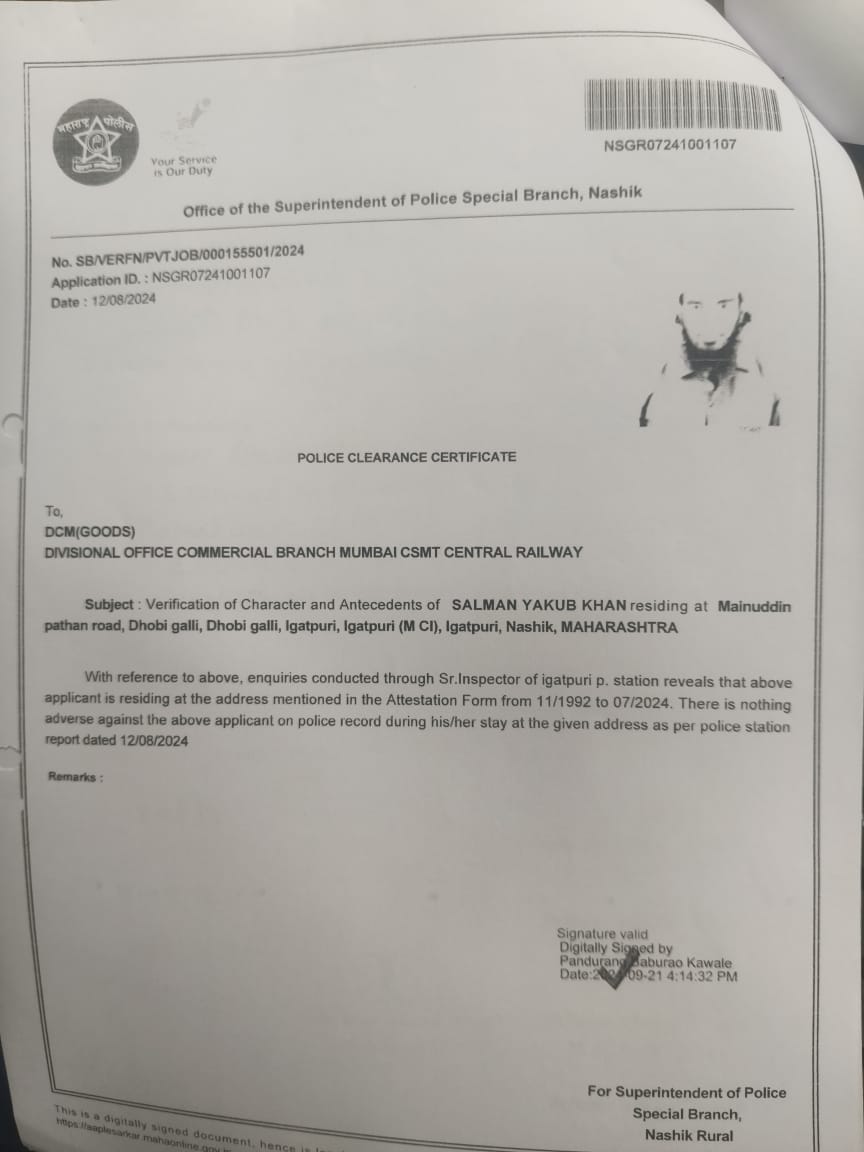 महाराष्ट्र पोलीस
Your Service
is Our Duty
NSGR07241001107
Office of the Superintendent of Police Special Branch, Nashik
No. SB/VERFN/PVTJOB/000155501/2024
Application ID. : NSGR07241001107
Date : 12/08/2024
POLICE CLEARANCE CERTIFICATE
To,
DCM(GOODS)
DIVISIONAL OFFICE COMMERCIAL BRANCH MUMBAI CSMT CENTRAL RAILWAY
Subject : Verification of Character and Antecedents of SALMAN YAKUB KHAN residing at Mainuddin
pathan road, Dhobi galli, Dhobi galli, Igatpuri, Igatpuri (M CI), Igatpuri, Nashik, MAHARASHTRA
With reference to above, enquiries conducted through Sr.Inspector of igatpuri p. station reveals that above
applicant is residing at the address mentioned in the Attestation Form from 11/1992 to 07/2024. There is nothing
adverse against the above applicant on police record during his/her stay at the given address as per police station
report dated 12/08/2024
Remarks :
Signature valid
Digitally Signed by
Pandurang Baburao Kawale
Date:2024-09-21 4:14:32 PM
For Superintendent of Police
Special Branch,
Nashik Rural
This is a digitally signed document, hence is
https://aaplesarkar.mahaonline.gov.in